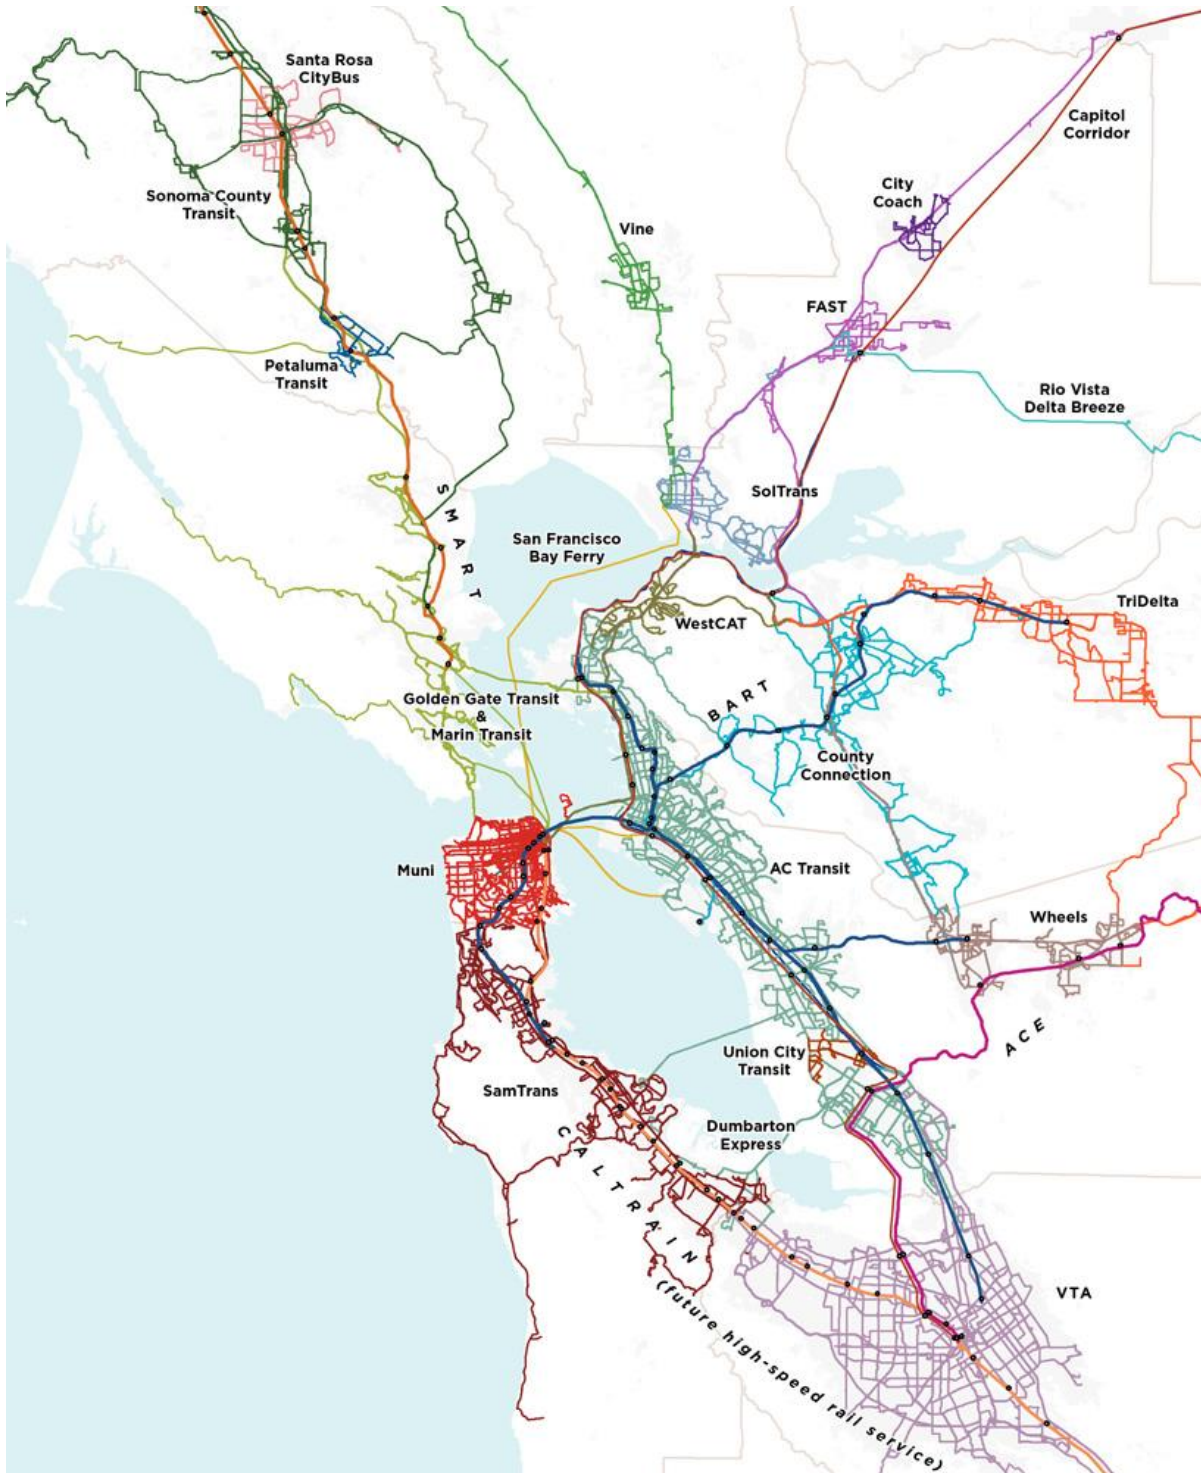 Santa Rosa
CityBus
Capitol
Corridor
Sonoma County
Transit
City
Coach
Vine
FAST
Petaluma
Transit
Rio Vista
Delta Breeze
SMART
SolTrans
San Francisco
Bay Ferry
WestCAT
TriDelta
Golden Gate Transit
&
Marin Transit
BART
County
Connection
Muni
AC Transit
Wheels
ACE
Union City
Transit
SamTrans
Dumbarton
Express
CALTRAIN
(future high-speed rail service)
VTA